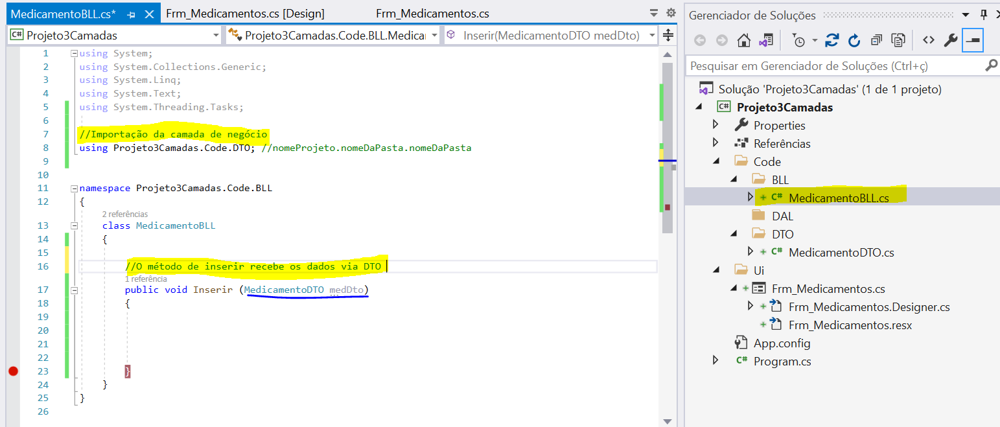 MedicamentoBLL.cs*
Frm_Medicamentos.cs [Design]
Frm_Medicamentos.cs
C# Projeto3Camadas
Projeto3Camadas.Code.BLL.Medicar
Inserir(MedicamentoDTO medDto)
1 using System;
2 using System.Collections.Generic;
3 using System.Linq;
4 using System.Text;
5 using System.Threading.Tasks;
6
7 //Importação da camada de negócio
8 using Projeto3Camadas.Code.DTO; //nomeProjeto.nomeDaPasta.nomeDaPasta
9
10
11 namespace Projeto3Camadas.Code.BLL
12 {
2 referências
13 class MedicamentoBLL
14 {
15
16 //O método de inserir recebe os dados via DTO
1 referência
17 public void Inserir (MedicamentoDTO medDto)
18 {
19
20
21
22
23 }
24 }
25 }
26
Gerenciador de Soluções
Pesquisar em Gerenciador de Soluções (Ctrl+ç)
Solução 'Projeto3Camadas' (1 de 1 projeto)
C# Projeto3Camadas
Properties
Referências
Code
BLL
+ C# MedicamentoBLL.cs
DAL
DTO
+ C# MedicamentoDTO.cs
Ui
+ Frm_Medicamentos.cs
+ Frm_Medicamentos.Designer.cs
+ Frm_Medicamentos.resx
App.config
C# Program.cs